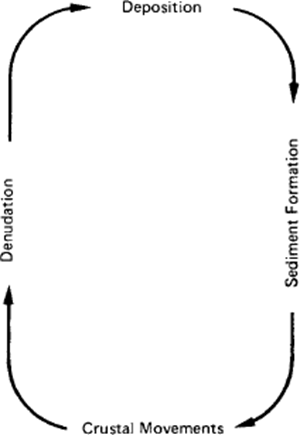 Deposition
Sediment Formation
Crustal Movements
Denudation